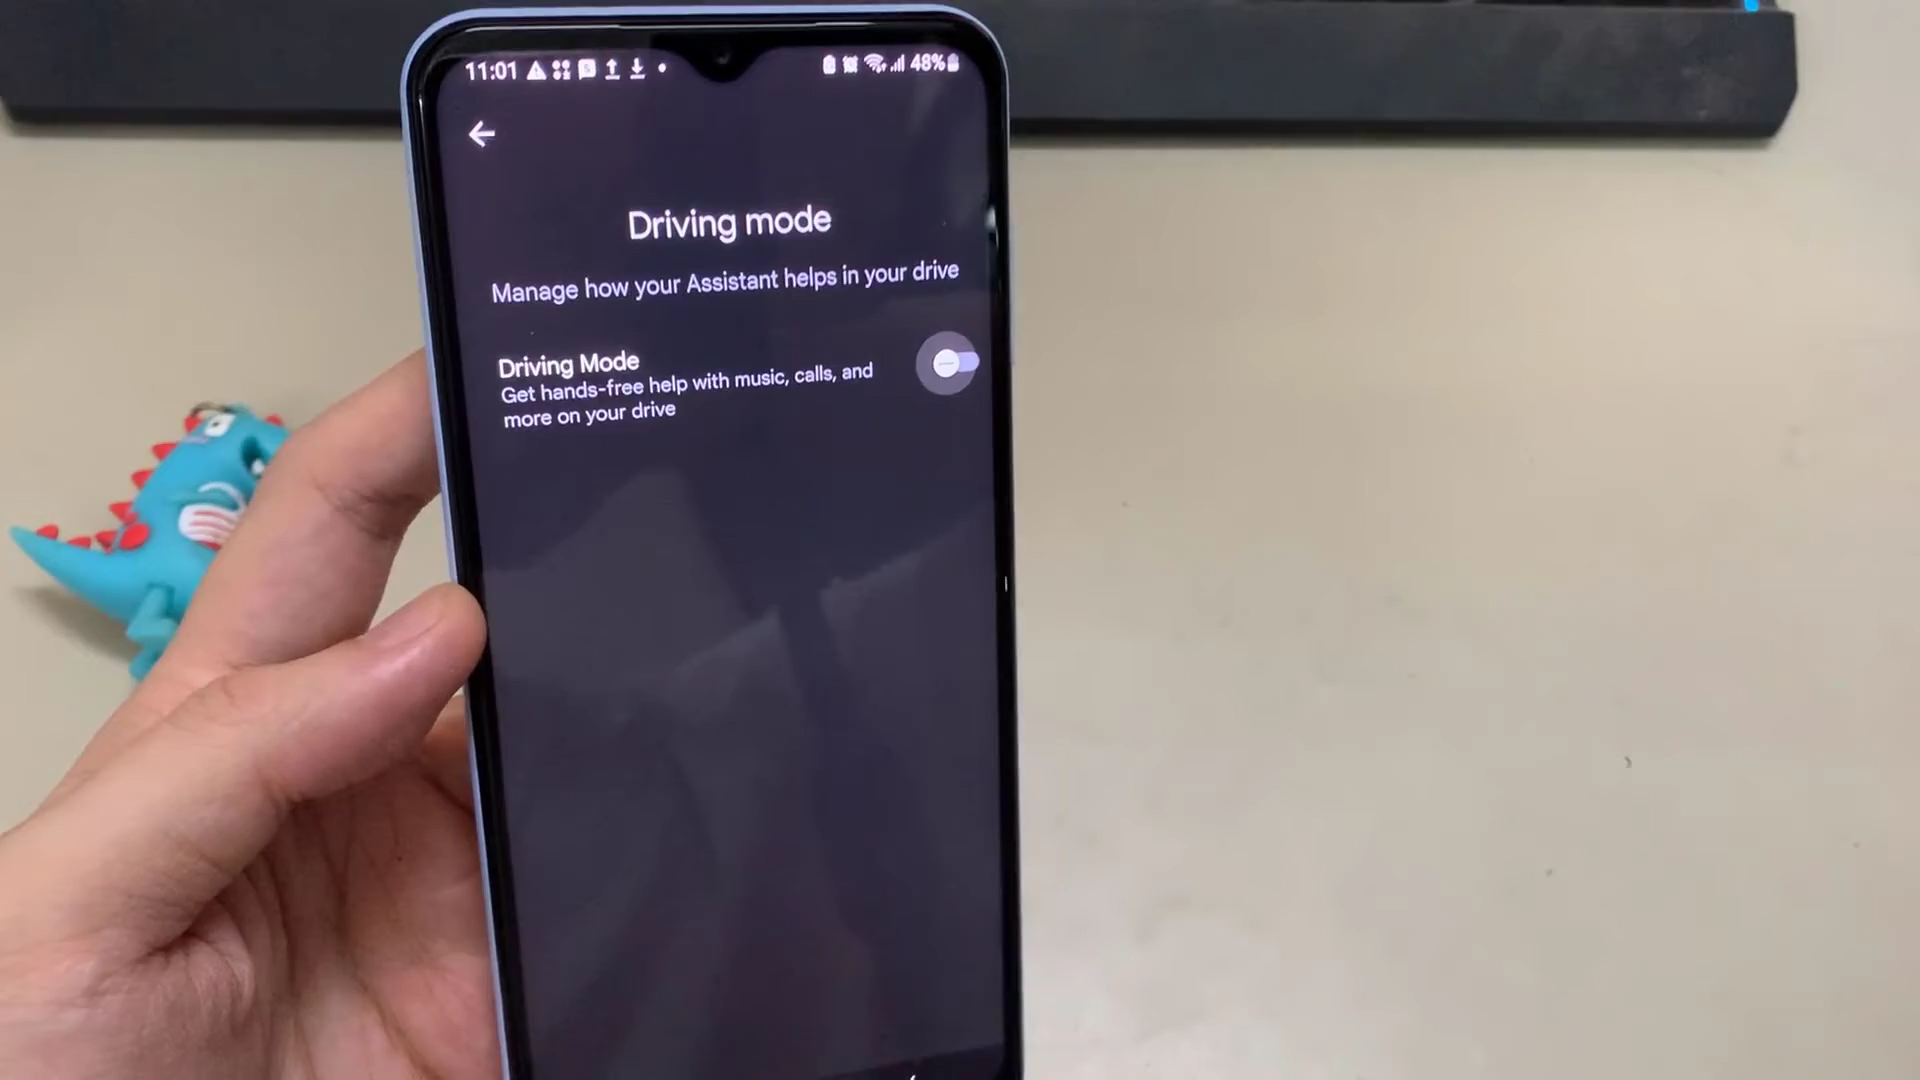 11:01 48%
Driving mode
Manage how your Assistant helps in your drive
Driving Mode
Get hands-free help with music, calls, and
more on your drive